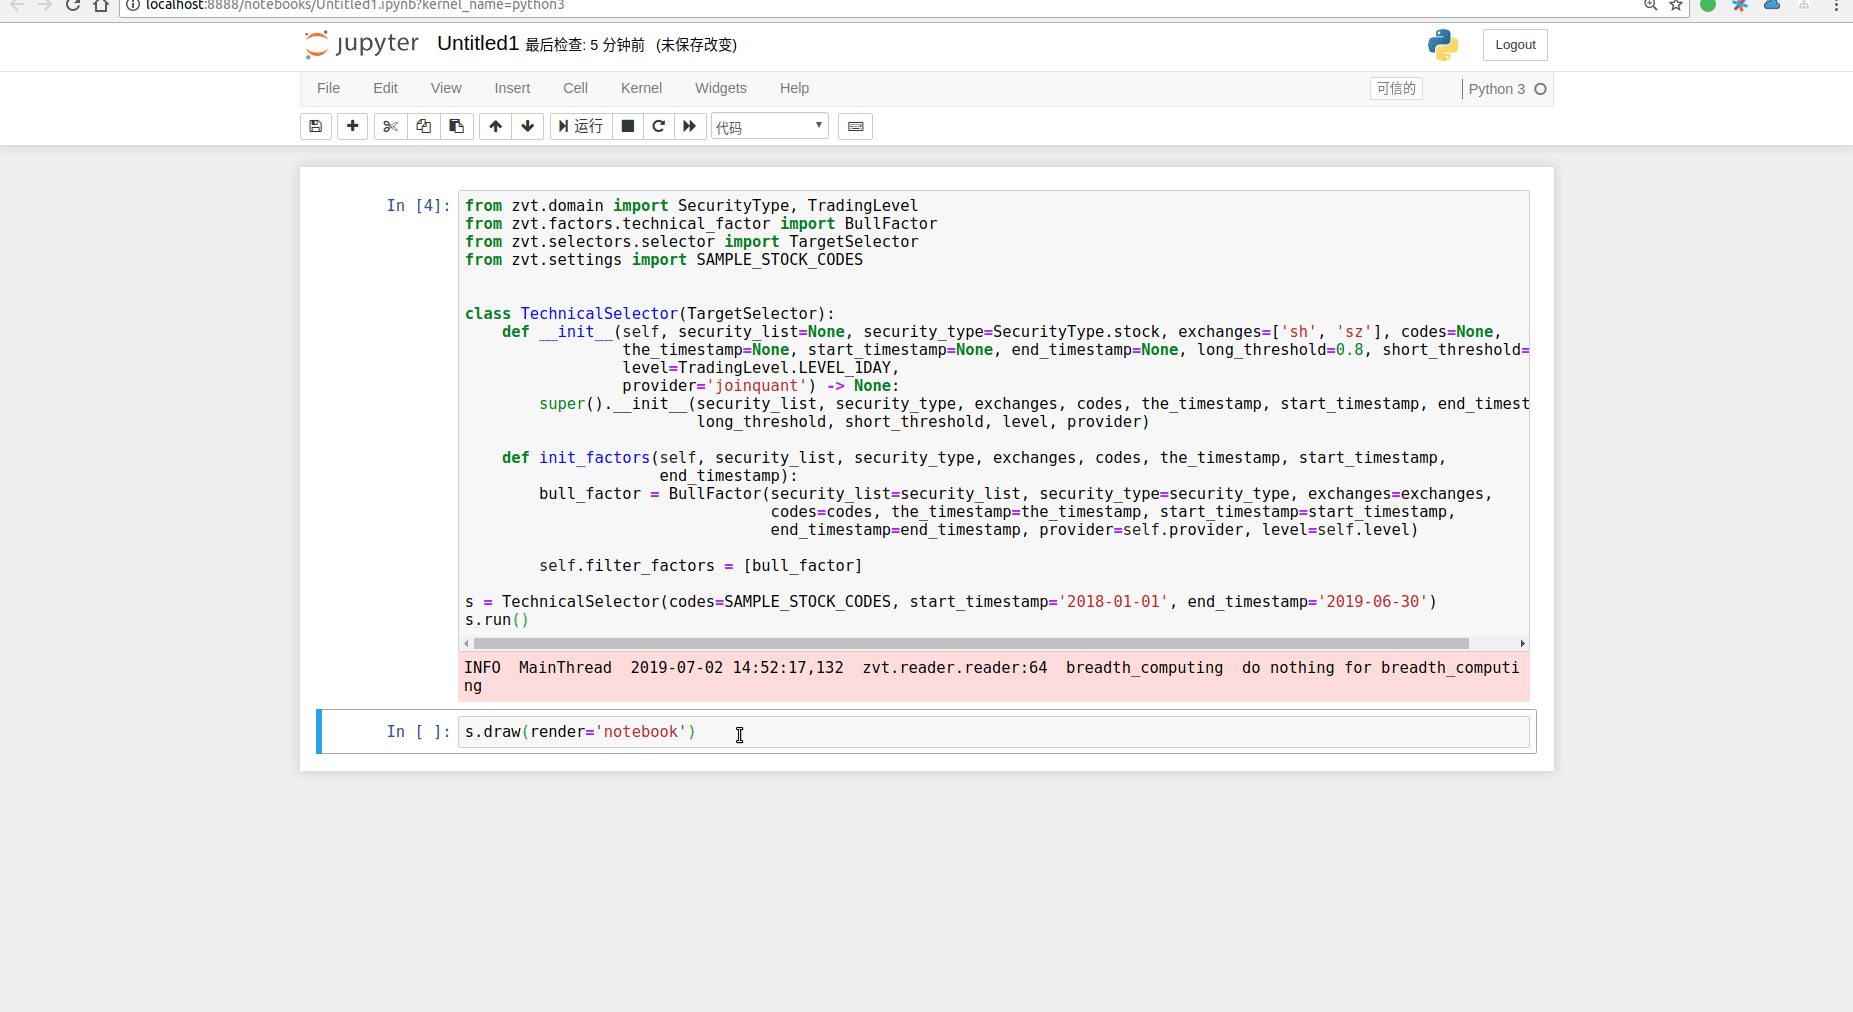 localhost:8888/notebooks/Untitled1.ipynb?kernel_name=python3
jupyter Untitled1 最后检查: 5 分钟前 (未保存改变)
Logout
File Edit View Insert Cell Kernel Widgets Help 可信的 Python 3
运行 代码
In [4]:
from zvt.domain import SecurityType, TradingLevel
from zvt.factors.technical_factor import BullFactor
from zvt.selectors.selector import TargetSelector
from zvt.settings import SAMPLE_STOCK_CODES
class TechnicalSelector(TargetSelector):
    def __init__(self, security_list=None, security_type=SecurityType.stock, exchanges=['sh', 'sz'], codes=None,
                 the_timestamp=None, start_timestamp=None, end_timestamp=None, long_threshold=0.8, short_threshold=
                 level=TradingLevel.LEVEL_1DAY,
                 provider='joinquant') -> None:
        super().__init__(security_list, security_type, exchanges, codes, the_timestamp, start_timestamp, end_timest
                         long_threshold, short_threshold, level, provider)
    def init_factors(self, security_list, security_type, exchanges, codes, the_timestamp, start_timestamp,
                     end_timestamp):
        bull_factor = BullFactor(security_list=security_list, security_type=security_type, exchanges=exchanges,
                                 codes=codes, the_timestamp=the_timestamp, start_timestamp=start_timestamp,
                                 end_timestamp=end_timestamp, provider=self.provider, level=self.level)
        self.filter_factors = [bull_factor]
s = TechnicalSelector(codes=SAMPLE_STOCK_CODES, start_timestamp='2018-01-01', end_timestamp='2019-06-30')
s.run()
INFO  MainThread  2019-07-02 14:52:17,132  zvt.reader.reader:64  breadth_computing  do nothing for breadth_computi
ng
In [ ]: s.draw(render='notebook')